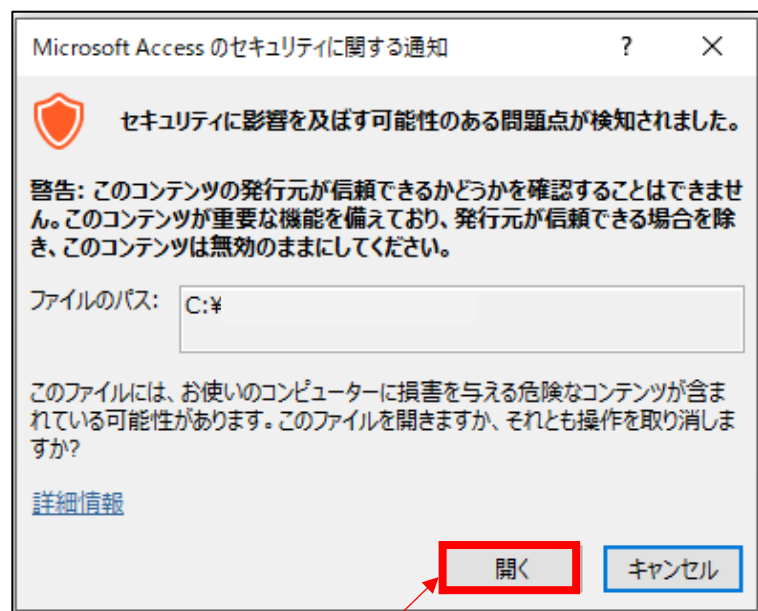 Microsoft Access のセキュリティに関する通知 ? ×
セキュリティに影響を及ぼす可能性のある問題点が検知されました。
警告: このコンテンツの発行元が信頼できるかどうかを確認することはできませ
ん。このコンテンツが重要な機能を備えており、発行元が信頼できる場合を除
き、このコンテンツは無効のままにしてください。
ファイルのパス: C:¥
このファイルには、お使いのコンピューターに損害を与える危険なコンテンツが含ま
れている可能性があります。このファイルを開きますか、それとも操作を取り消しま
すか?
詳細情報
開く キャンセル